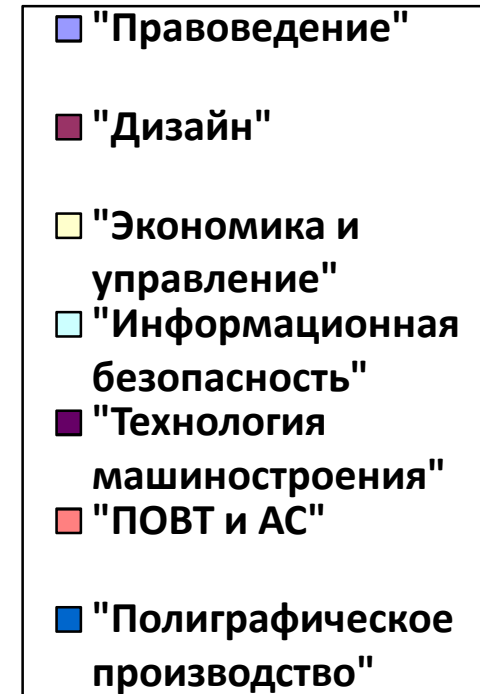 "Правоведение"
"Дизайн"
"Экономика и
управление"
"Информационная
безопасность"
"Технология
машиностроения"
"ПОВТ и АС"
"Полиграфическое
производство"